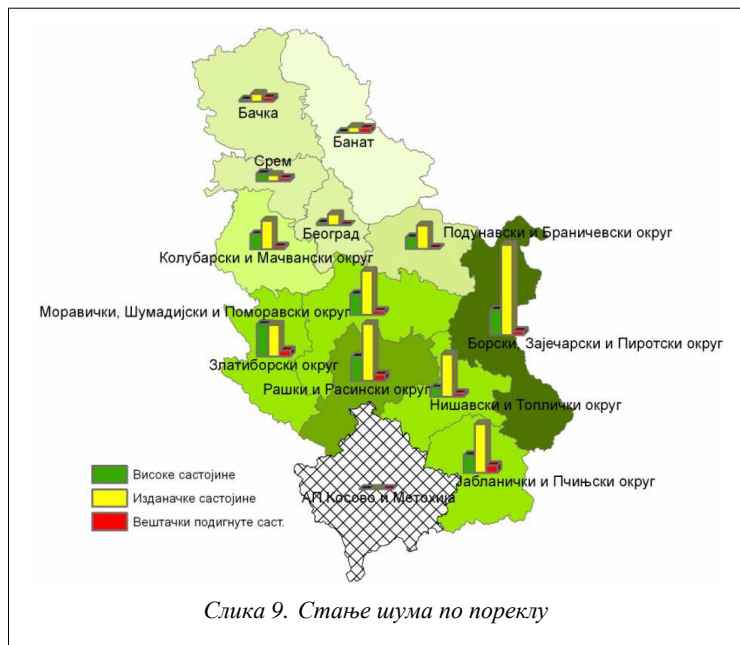 Бачка
Банат
Срем
Београд
Подунавски и Браничевски округ
Колубарски и Мачвански округ
Моравички, Шумадијски и Поморавски округ
Борски, Зајечарски и Пиротски округ
Златиборски округ
Рашки и Расински округ
Нишавски и Топлички округ
Јабланички и Пчињски округ
АП Косово и Метохија
Високе састојине
Изданачке састојине
Вештачки подигнуте саст.
Слика 9. Стање шума по пореклу